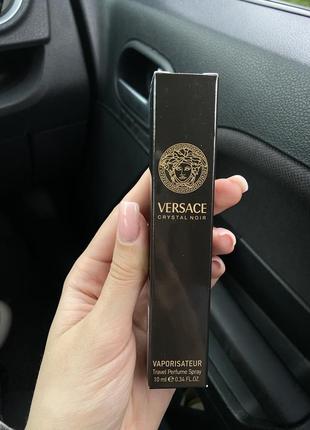 VERSACE
CRYSTAL NOIR
VAPORISATEUR
Travel Perfume Spray
10 ml ℮ 0.34 FL.OZ.